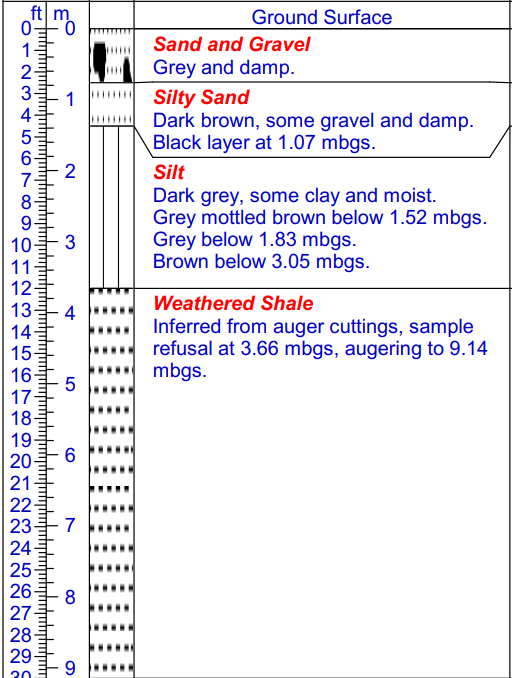 ft m Ground Surface
0 0
Sand and Gravel
1
Grey and damp.
2
3 1
Silty Sand
4
Dark brown, some gravel and damp.
5
Black layer at 1.07 mbgs.
6
Silt
7 2
Dark grey, some clay and moist.
8
Grey mottled brown below 1.52 mbgs.
9
Grey below 1.83 mbgs.
10 3
Brown below 3.05 mbgs.
11
12
Weathered Shale
13 4
Inferred from auger cuttings, sample
14
refusal at 3.66 mbgs, augering to 9.14
15
mbgs.
16 5
17
18
19
20 6
21
22
23 7
24
25
26 8
27
28
29 9
30